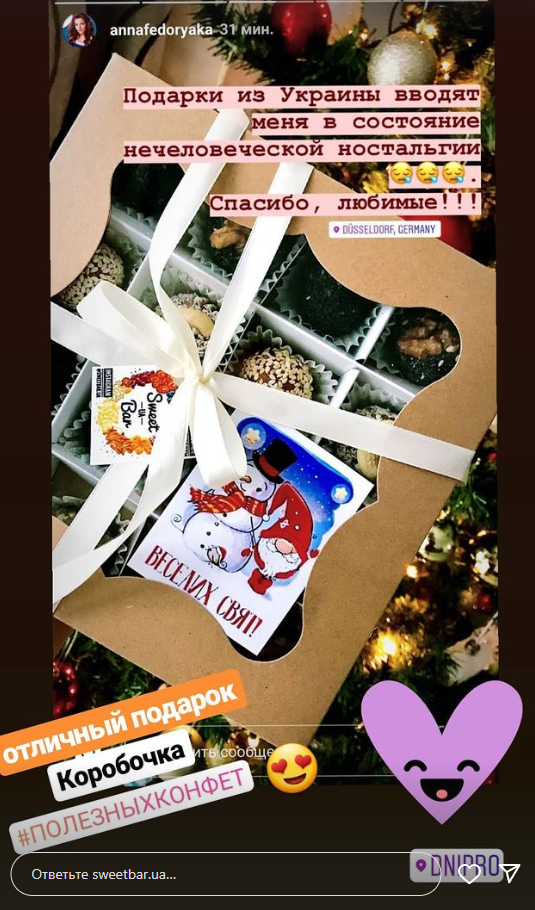 annafedoryaka 31 мин.
Подарки из Украины вводят
меня в состояние
нечеловеческой ностальгии
😪😪😪.
Спасибо, любимые!!!
DÜSSELDORF, GERMANY
Sweet
Bar
ВЕСЕЛИХ СВЯТ!
отличный подарок
Коробочка
#ПОЛЕЗНЫХКОНФЕТ
DNIPRO
Ответьте sweetbar.ua...